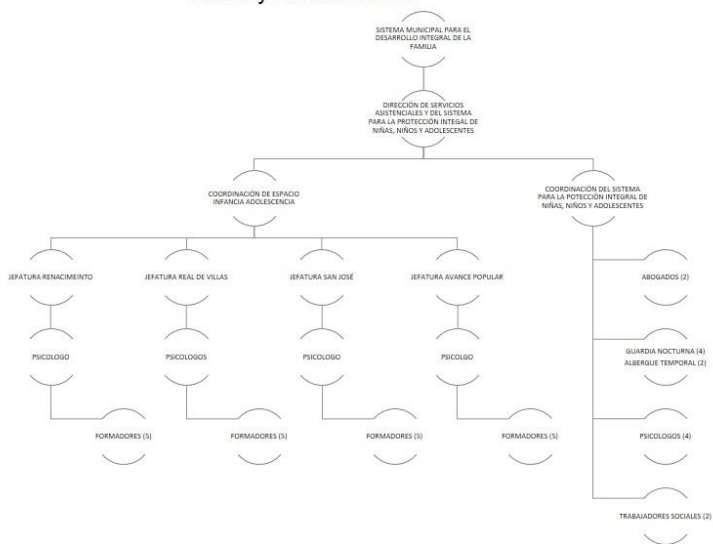 SISTEMA MUNICIPAL PARA EL
DESARROLLO INTEGRAL DE LA
FAMILIA
DIRECCIÓN DE SERVICIOS
ASISTENCIALES Y DEL SISTEMA
PARA LA PROTECCIÓN INTEGAL DE
NIÑAS, NIÑOS Y ADOLESCENTES
COORDINACIÓN DE ESPACIO
INFANCIA ADOLESCENCIA
COORDINACIÓN DEL SISTEMA
PARA LA POTECCIÓN INTEGRAL DE
NIÑAS, NIÑOS Y ADOLESCENTES
JEFATURA RENACIMEINTO
JEFATURA REAL DE VILLAS
JEFATURA SAN JOSÉ
JEFATURA AVANCE POPULAR
ABOGADOS (2)
PSICOLOGO
PSICOLOGOS
PSICOLOGO
PSICOLGO
GUARDIA NOCTURNA (4)
ALBERGUE TEMPORAL (2)
FORMADORES (5)
FORMADORES (5)
FORMADORES (5)
FORMADORES (5)
PSICOLOGOS (4)
TRABAJADORES SOCIALES (2)